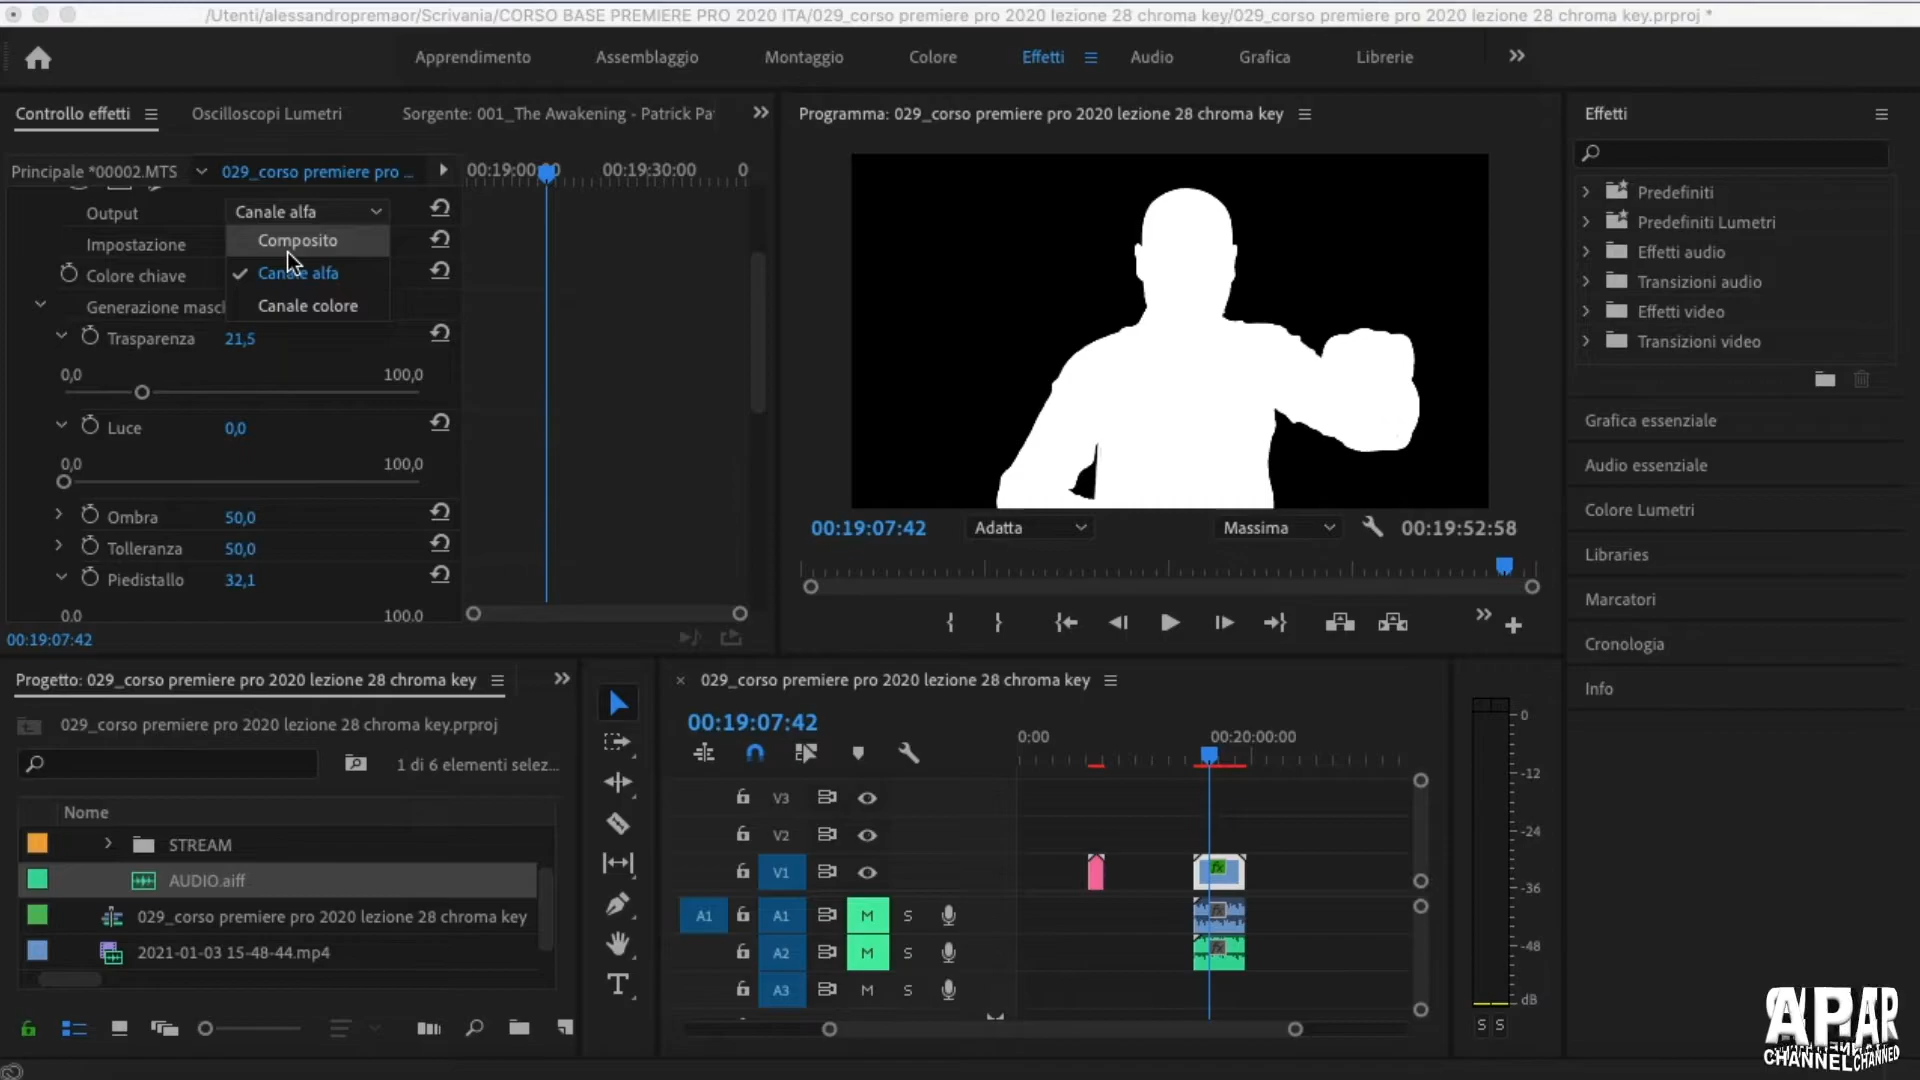 /Utenti/alessandropremaor/Scrivania/CORSO BASE PREMIERE PRO 2020 ITA/029_corso premiere pro 2020 lezione 28 chroma key/029_corso premiere pro 2020 lezione 28 chroma key.prproj *
Apprendimento
Assemblaggio
Montaggio
Colore
Effetti
Audio
Grafica
Librerie
Controllo effetti
Oscilloscopi Lumetri
Sorgente: 001_The Awakening - Patrick Pa
Principale *00002.MTS
029_corso premiere pro ...
00:19:00
00:19:30:00
0
Output
Canale alfa
Impostazione
Composito
Colore chiave
Canale alfa
Canale colore
Generazione masc
Trasparenza
21,5
0,0
100,0
Luce
0,0
0,0
100,0
Ombra
50,0
Tolleranza
50,0
Piedistallo
32,1
0,0
100,0
00:19:07:42
Programma: 029_corso premiere pro 2020 lezione 28 chroma key
00:19:07:42
Adatta
Massima
00:19:52:58
Effetti
Predefiniti
Predefiniti Lumetri
Effetti audio
Transizioni audio
Effetti video
Transizioni video
Grafica essenziale
Audio essenziale
Colore Lumetri
Libraries
Marcatori
Cronologia
Info
Progetto: 029_corso premiere pro 2020 lezione 28 chroma key
029_corso premiere pro 2020 lezione 28 chroma key.prproj
1 di 6 elementi selez...
Nome
STREAM
AUDIO.aiff
029_corso premiere pro 2020 lezione 28 chroma key
2021-01-03 15-48-44.mp4
029_corso premiere pro 2020 lezione 28 chroma key
00:19:07:42
0:00
00:20:00:00
V3
V2
V1
fx
A1
A1
M
S
fx
A2
M
S
fx
A3
M
S
0
-12
-24
-36
-48
dB
S S
CHANNEL